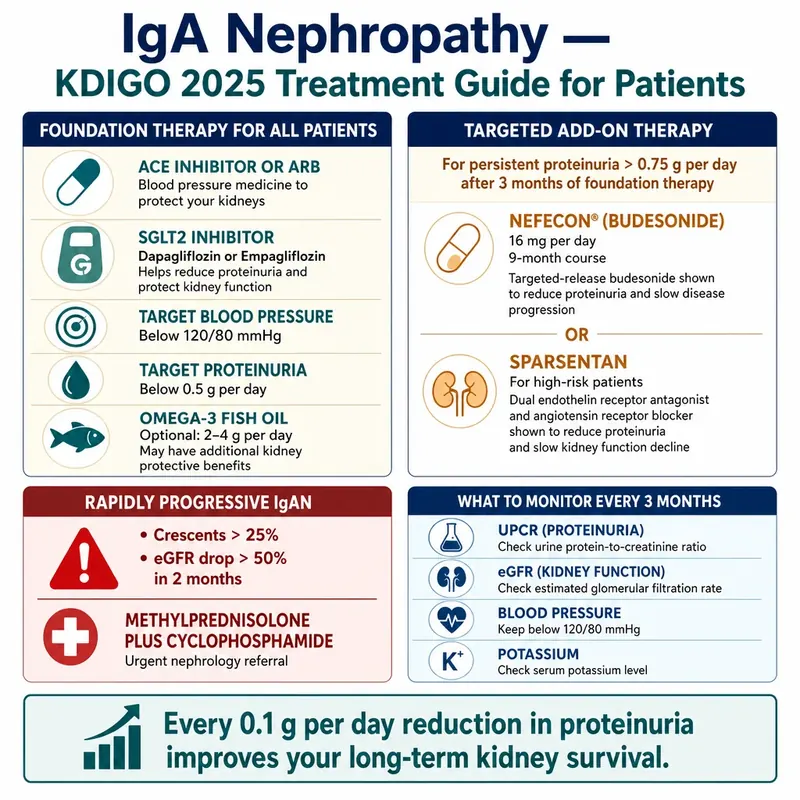 IgA Nephropathy —
KDIGO 2025 Treatment Guide for Patients
FOUNDATION THERAPY FOR ALL PATIENTS
ACE INHIBITOR OR ARB
Blood pressure medicine to
protect your kidneys
G
SGLT2 INHIBITOR
Dapagliflozin or Empagliflozin
Helps reduce proteinuria and
protect kidney function
TARGET BLOOD PRESSURE
Below 120/80 mmHg
TARGET PROTEINURIA
Below 0.5 g per day
OMEGA-3 FISH OIL
Optional: 2–4 g per day
May have additional kidney
protective benefits
TARGETED ADD-ON THERAPY
For persistent proteinuria > 0.75 g per day
after 3 months of foundation therapy
NEFECON® (BUDESONIDE)
16 mg per day
9-month course
Targeted-release budesonide shown
to reduce proteinuria and slow disease
progression
OR
SPARSENTAN
For high-risk patients
Dual endothelin receptor antagonist
and angiotensin receptor blocker
shown to reduce proteinuria
and slow kidney function decline
RAPIDLY PROGRESSIVE IgAN
• Crescents > 25%
• eGFR drop > 50%
in 2 months
METHYLPREDNISOLONE
PLUS CYCLOPHOSPHAMIDE
Urgent nephrology referral
WHAT TO MONITOR EVERY 3 MONTHS
UPCR (PROTEINURIA)
Check urine protein-to-creatinine ratio
eGFR (KIDNEY FUNCTION)
Check estimated glomerular filtration rate
BLOOD PRESSURE
Keep below 120/80 mmHg
K+
POTASSIUM
Check serum potassium level
Every 0.1 g per day reduction in proteinuria
improves your long-term kidney survival.